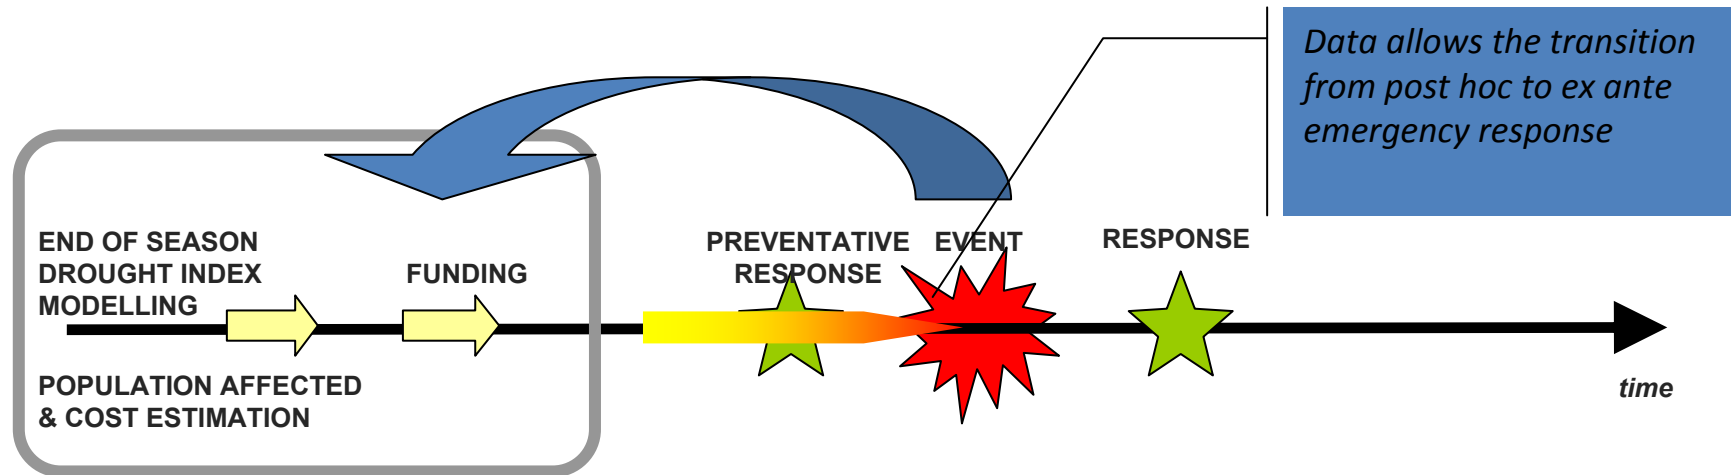 Data allows the transition
from post hoc to ex ante
emergency response
END OF SEASON
DROUGHT INDEX
MODELLING
FUNDING
PREVENTATIVE
RESPONSE
EVENT
RESPONSE
POPULATION AFFECTED
& COST ESTIMATION
time